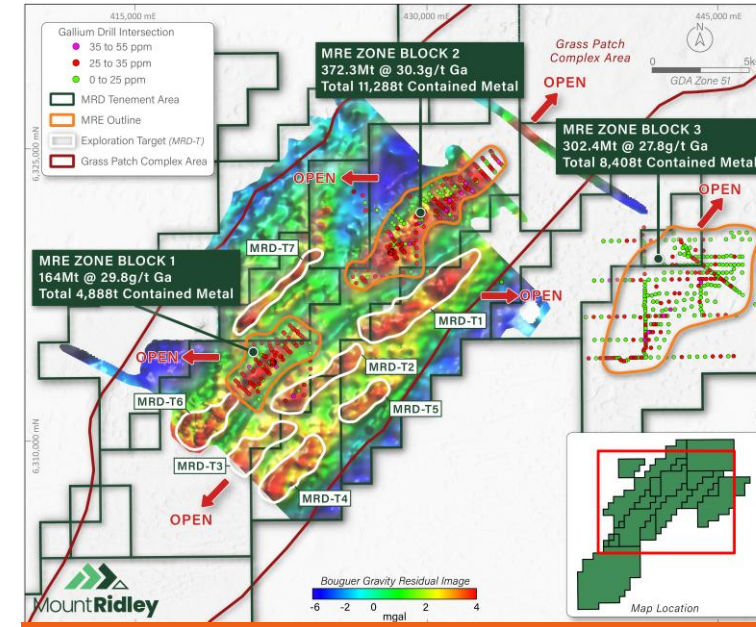 415,000 mE
430,000 mE
445,000 mE
Gallium Drill Intersection
35 to 55 ppm
25 to 35 ppm
0 to 25 ppm
MRD Tenement Area
MRE Outline
Exploration Target (MRD-T)
Grass Patch Complex Area
MRE ZONE BLOCK 2
372.3Mt @ 30.3g/t Ga
Total 11,288t Contained Metal
Grass Patch
Complex Area
OPEN
N
0
GDA Zone 51
MRE ZONE BLOCK 3
302.4Mt @ 27.8g/t Ga
Total 8,408t Contained Metal
6,325,000 mN
OPEN
OPEN
MRD-T7
MRE ZONE BLOCK 1
164Mt @ 29.8g/t Ga
Total 4,888t Contained Metal
OPEN
MRD-T1
OPEN
MRD-T2
MRD-T6
MRD-T5
6,310,000 mN
MRD-T3
MRD-T4
OPEN
MountRidley
Bouguer Gravity Residual Image
-6 -2 0 2 4
mgal
Map Location